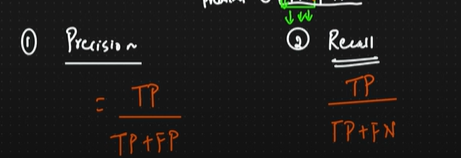 ① Precision
= TP
TP+FP
② Recall
TP
TP+FN